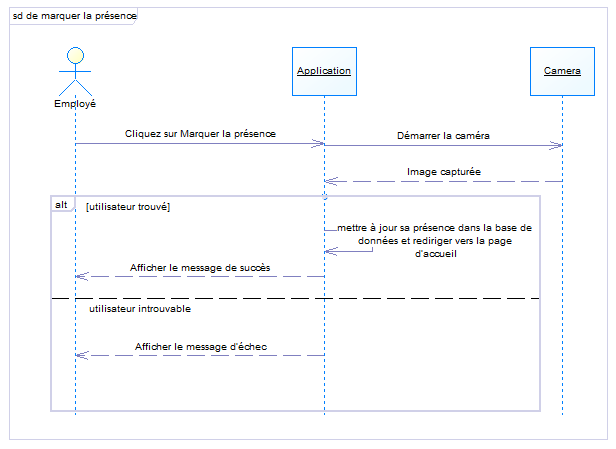 sd de marquer la présence
Application
Camera
Employé
Cliquez sur Marquer la présence
Démarrer la caméra
Image capturée
alt
[utilisateur trouvé]
mettre à jour sa présence dans la base de
données et rediriger vers la page
d'accueil
Afficher le message de succès
utilisateur introuvable
Afficher le message d'échec